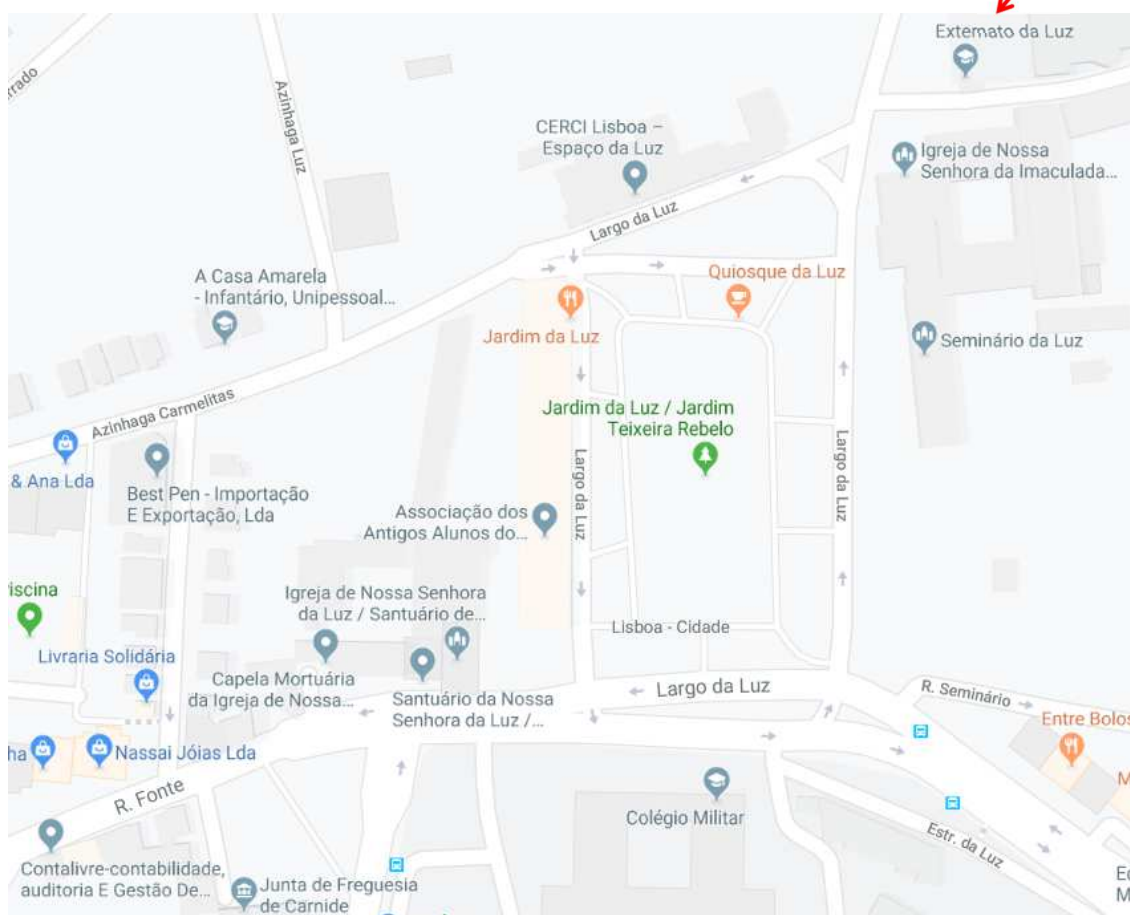 Externato da Luz
Azinhaga Luz
CERCI Lisboa –
Espaço da Luz
Igreja de Nossa
Senhora da Imaculada...
Largo da Luz
A Casa Amarela
- Infantário, Unipessoal...
Quiosque da Luz
Jardim da Luz
Seminário da Luz
Azinhaga Carmelitas
Jardim da Luz / Jardim
Teixeira Rebelo
& Ana Lda
Best Pen - Importação
E Exportação, Lda
Largo da Luz
Largo da Luz
Associação dos
Antigos Alunos do...
Igreja de Nossa Senhora
da Luz / Santuário de...
Lisboa - Cidade
Livraria Solidária
Capela Mortuária
da Igreja de Nossa...
Santuário da Nossa
Senhora da Luz /...
Largo da Luz
R. Seminário
Entre Bolos
Nassai Jóias Lda
R. Fonte
Colégio Militar
Estr. da Luz
Contalivre-contabilidade,
auditoria E Gestão De...
Junta de Freguesia
de Carnide